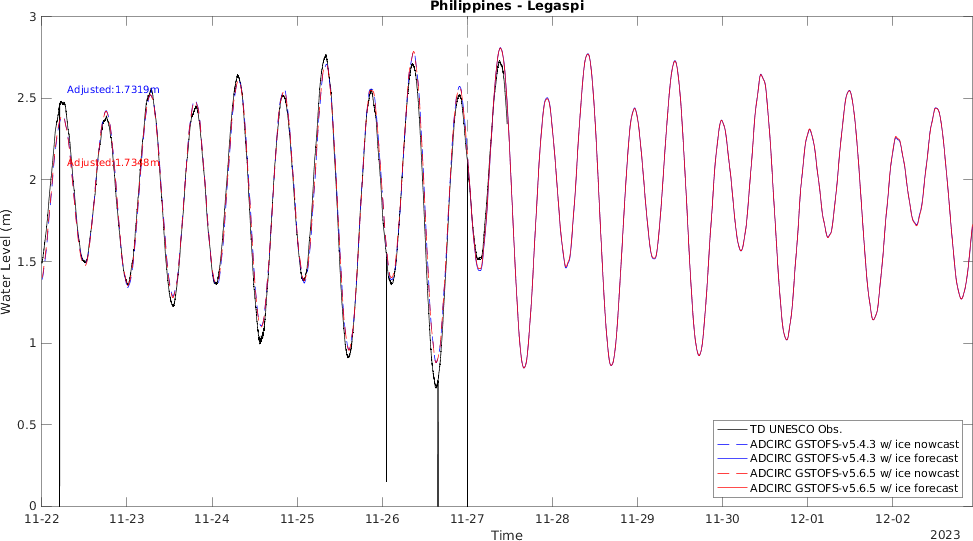 Philippines - Legaspi
3
2.5
2
1.5
1
0.5
0
Water Level (m)
Adjusted:1.7319m
Adjusted:1.7348m
TD UNESCO Obs.
ADCIRC GSTOFS-v5.4.3 w/ ice nowcast
ADCIRC GSTOFS-v5.4.3 w/ ice forecast
ADCIRC GSTOFS-v5.6.5 w/ ice nowcast
ADCIRC GSTOFS-v5.6.5 w/ ice forecast
11-22 11-23 11-24 11-25 11-26 11-27 11-28 11-29 11-30 12-01 12-02
Time
2023